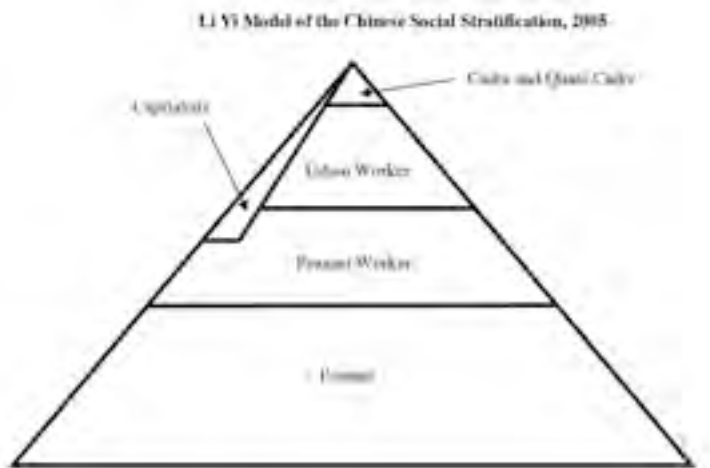 Li Yi Model of the Chinese Social Stratification, 2005
Cadre and Quasi-Cadre
Capitalists
Urban Worker
Peasant Worker
Peasant